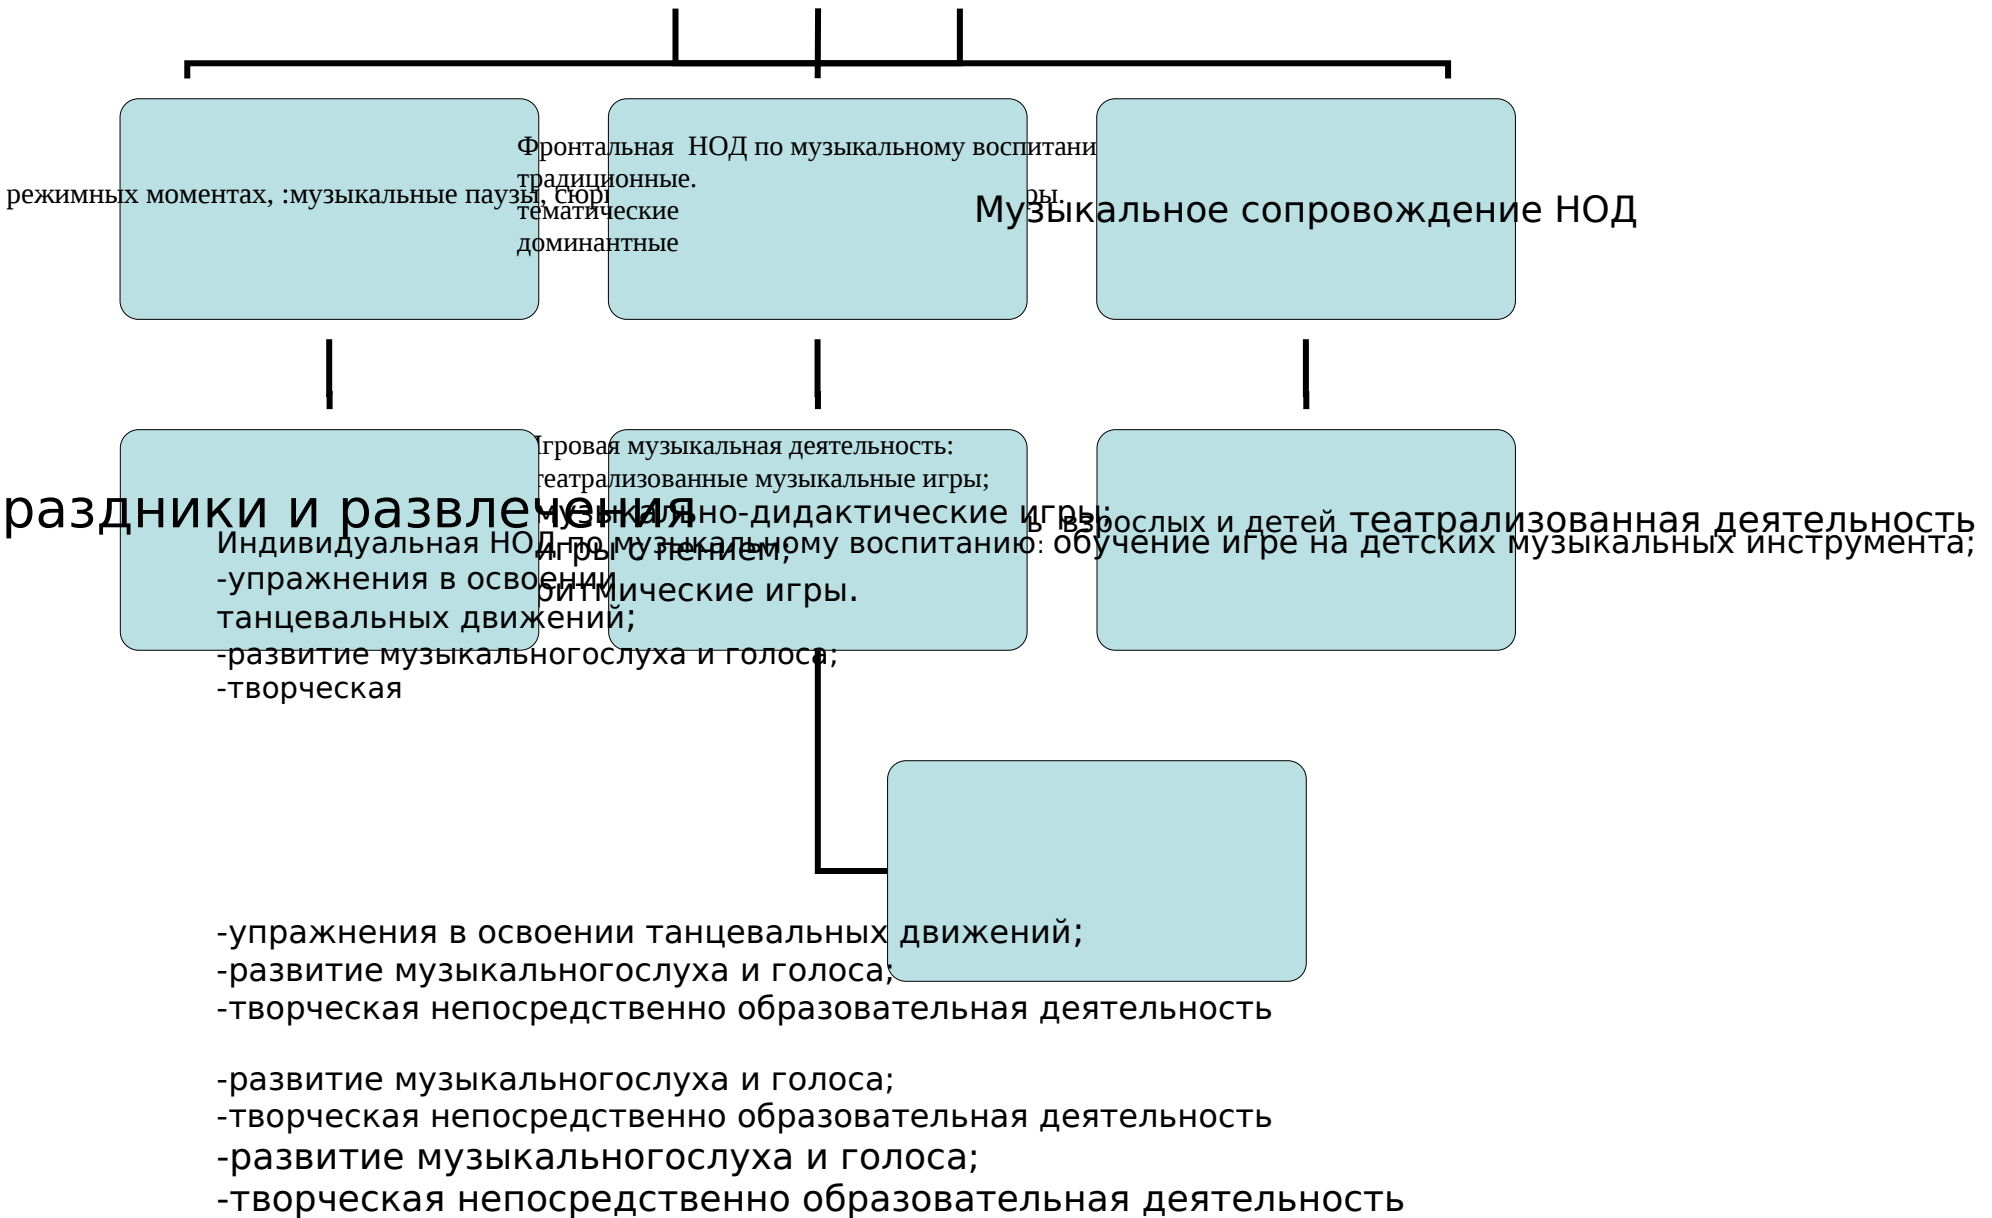 Фронтальная НОД по музыкальному воспитани
традиционные.
режимных моментах, :музыкальные паузы,
тематические
доминантные
Музыкальное сопровождение НОД
музыкальная деятельность:
театрализованные музыкальные игры;
музыкально-дидактические игры;
игры с пением;
ритмические игры.
и развлечения
взрослых и детей театрализованная деятельность
Индивидуальная НОД по музыкальному воспитанию: обучение игре на детских музыкальных инструмента;
-упражнения в освоении
танцевальных движений;
-развитие музыкальногослуха и голоса;
-творческая
-упражнения в освоении танцевальных движений;
-развитие музыкальногослуха и голоса;
-творческая непосредственно образовательная деятельность
-развитие музыкальногослуха и голоса;
-творческая непосредственно образовательная деятельность
-развитие музыкальногослуха и голоса;
-творческая непосредственно образовательная деятельность